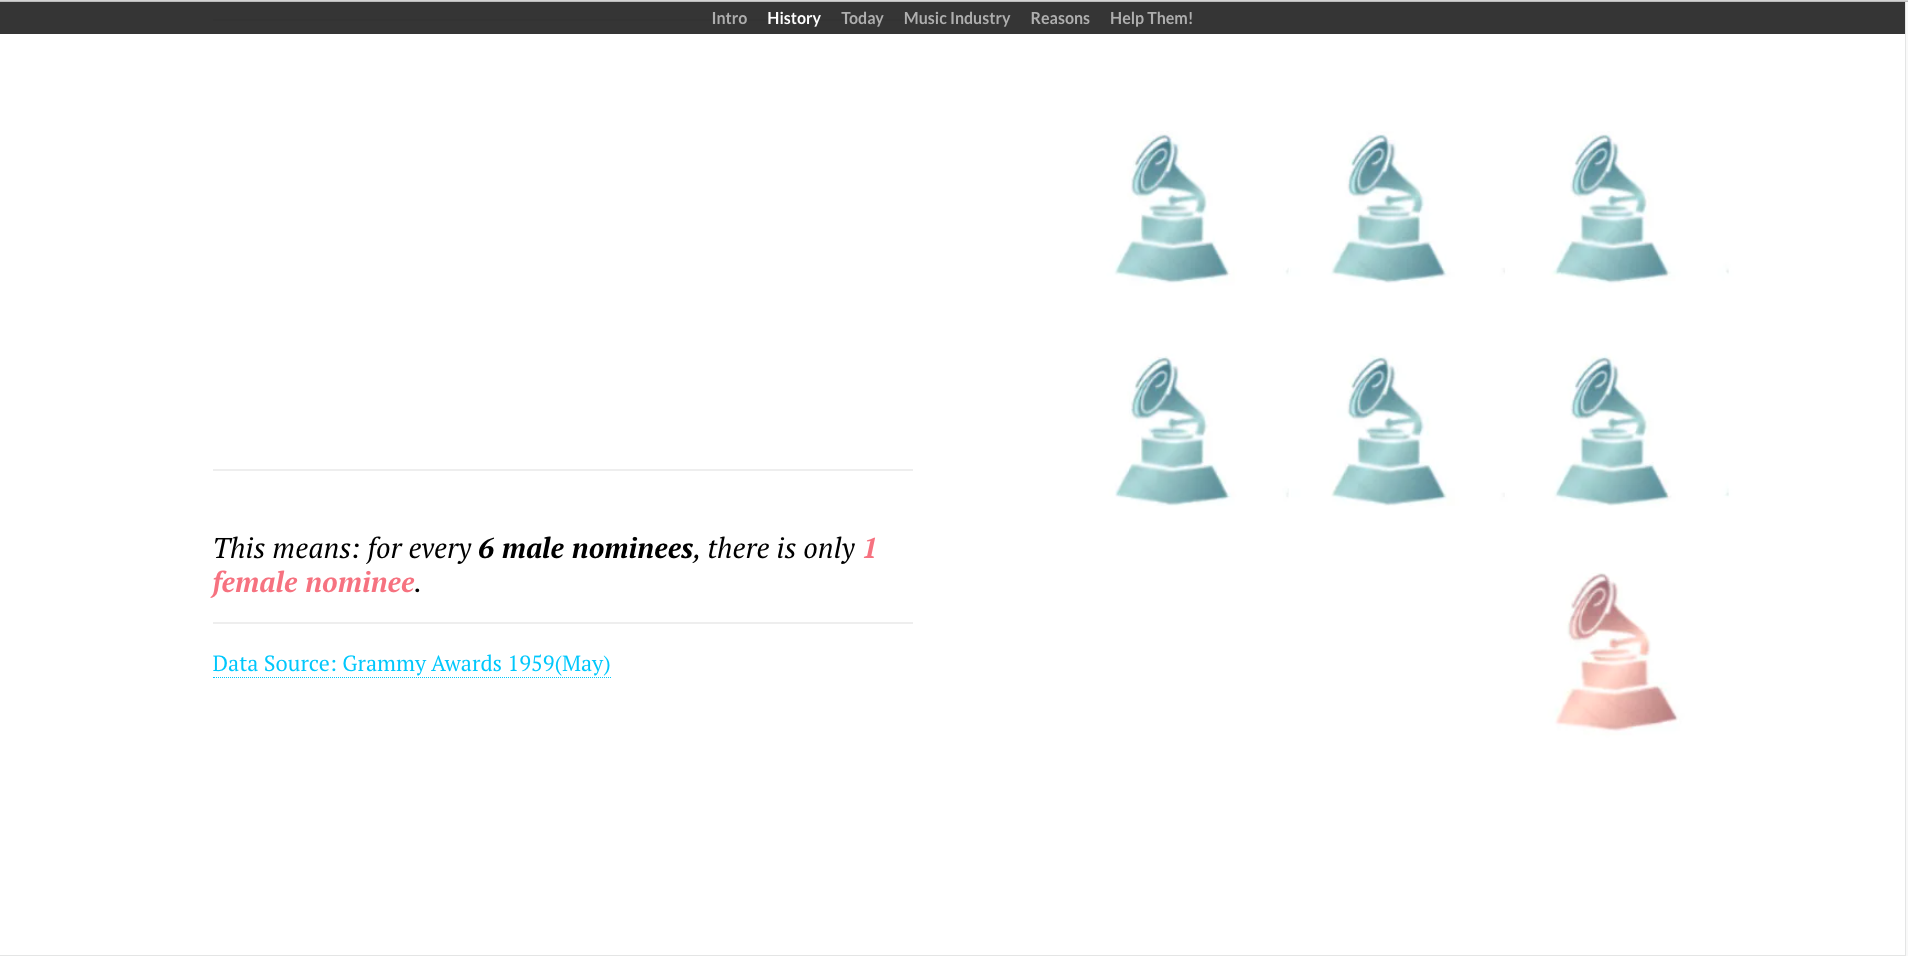 Intro History Today Music Industry Reasons Help Them!
This means: for every 6 male nominees, there is only 1
female nominee.
Data Source: Grammy Awards 1959(May)